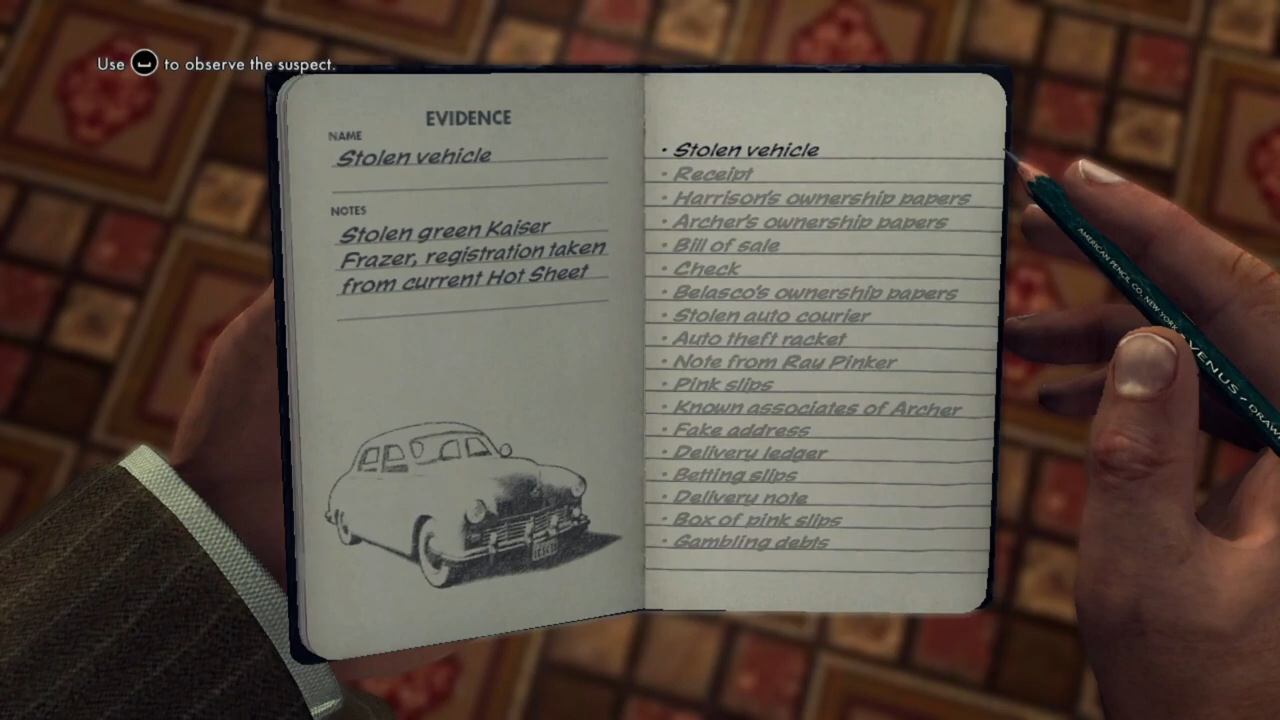 Use to observe the suspect.
EVIDENCE
NAME
Stolen vehicle
NOTES
Stolen green Kaiser
Frazer, registration taken
from current Hot Sheet
• Stolen vehicle
• Receipt
• Harrison's ownership papers
• Archer's ownership papers
• Bill of sale
• Check
• Belasco's ownership papers
• Stolen auto courier
• Auto theft racket
• Note from Ray Pinker
• Pink slips
• Known associates of Archer
• Fake address
• Delivery ledger
• Betting slips
• Delivery note
• Box of pink slips
• Gambling debts
AMERICAN PENCIL CO. NEW YORK VENUS / DRAW